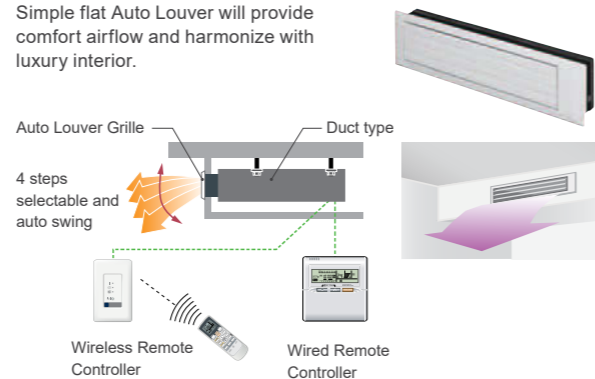 Simple flat Auto Louver will provide
comfort airflow and harmonize with
luxury interior.
Auto Louver Grille
Duct type
4 steps
selectable and
auto swing
Wireless Remote
Controller
Wired Remote
Controller